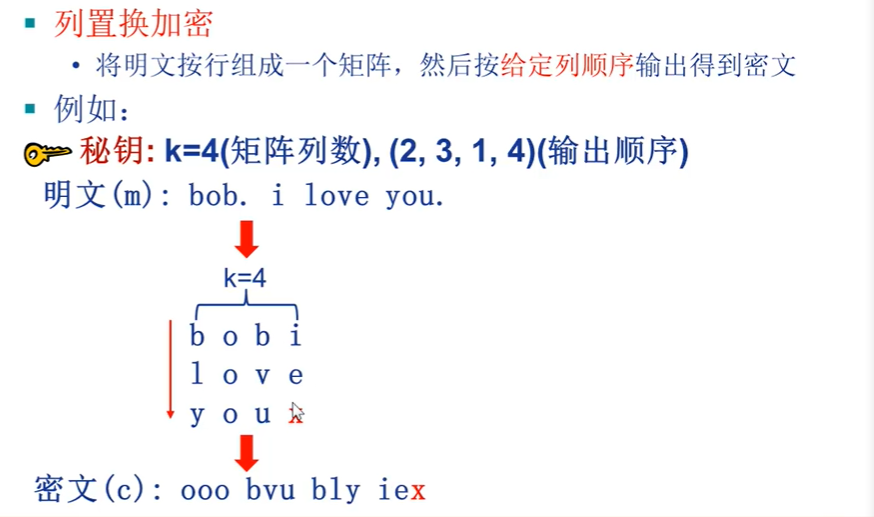 列置换加密
• 将明文按行组成一个矩阵，然后按给定列顺序输出得到密文
例如：
秘钥: k=4(矩阵列数), (2, 3, 1, 4)(输出顺序)
明文(m): bob. i love you.
k=4
b o b i
l o v e
y o u x
密文(c): ooo bvu bly iex